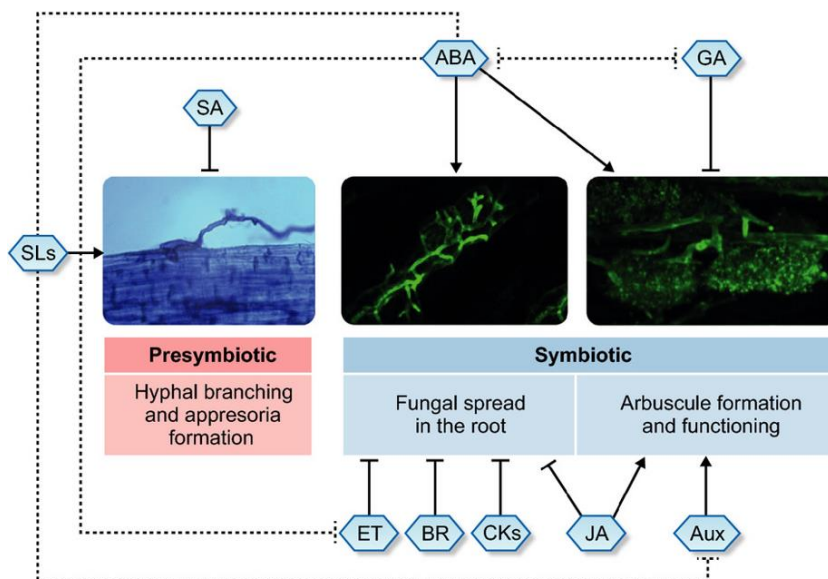 ABA
GA
SA
SLs
Presymbiotic
Symbiotic
Hyphal branching
and appresoria
formation
Fungal spread
in the root
Arbuscule formation
and functioning
ET
BR
CKs
JA
Aux